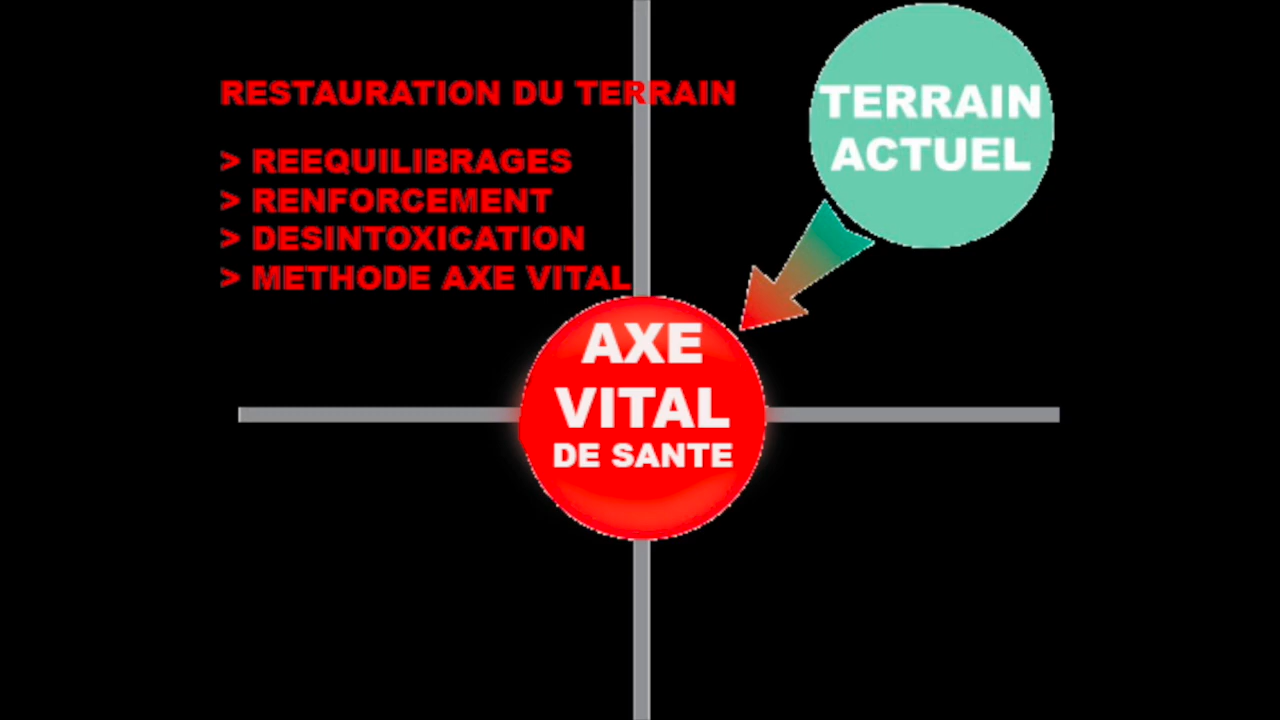 RESTAURATION DU TERRAIN
> REEQUILIBRAGES
> RENFORCEMENT
> DESINTOXICATION
> METHODE AXE VITAL
TERRAIN
ACTUEL
AXE
VITAL
DE SANTE